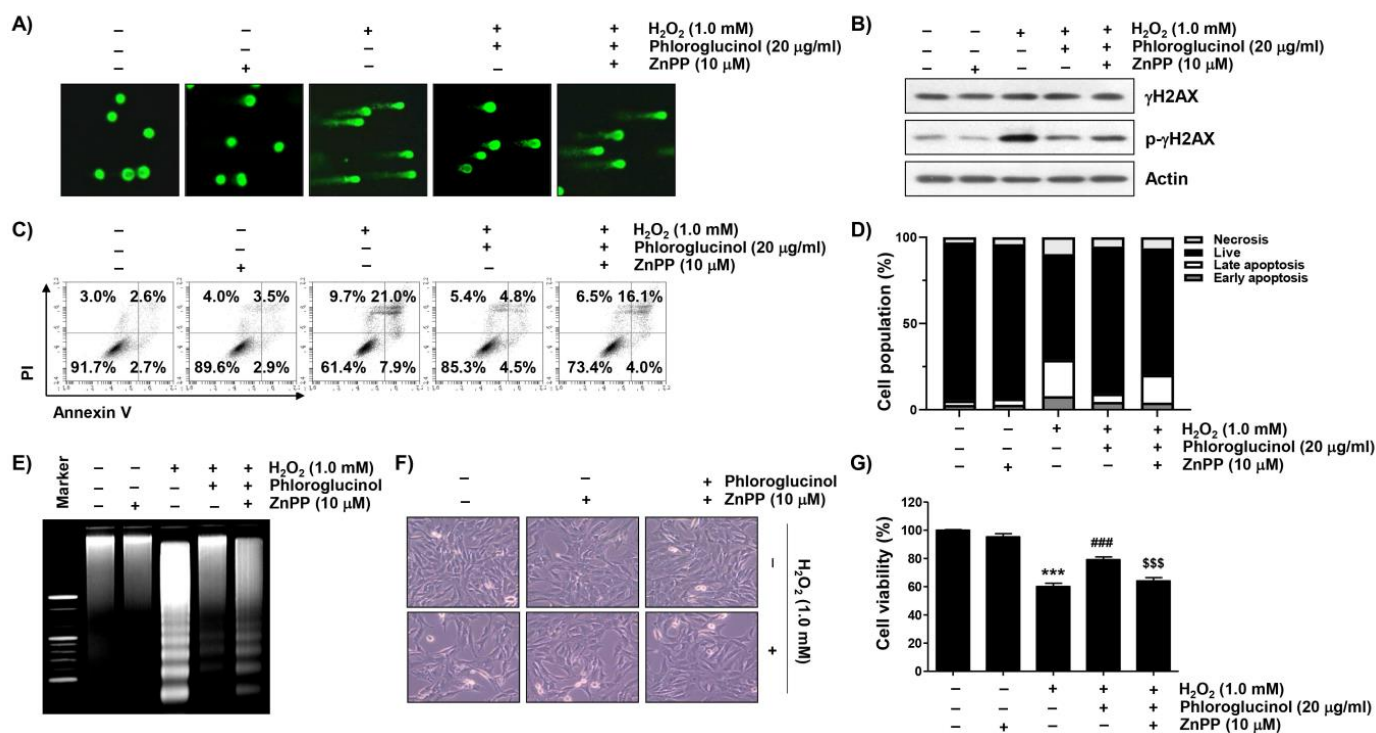 A)
– – + + + H₂O₂ (1.0 mM)
– – – + + Phloroglucinol (20 μg/ml)
– + – – + ZnPP (10 μM)
B)
– – + + + H₂O₂ (1.0 mM)
– – – + + Phloroglucinol (20 μg/ml)
– + – – + ZnPP (10 μM)
γH2AX
p-γH2AX
Actin
C)
– – + + + H₂O₂ (1.0 mM)
– – – + + Phloroglucinol (20 μg/ml)
– + – – + ZnPP (10 μM)
3.0% 2.6% 4.0% 3.5% 9.7% 21.0% 5.4% 4.8% 6.5% 16.1%
91.7% 2.7% 89.6% 2.9% 61.4% 7.9% 85.3% 4.5% 73.4% 4.0%
PI
Annexin V
D)
Cell population (%)
100
50
0
Necrosis
Live
Late apoptosis
Early apoptosis
– – + + + H₂O₂ (1.0 mM)
– – – + + Phloroglucinol (20 μg/ml)
– + – – + ZnPP (10 μM)
E)
Marker
– – + + + H₂O₂ (1.0 mM)
– – – + + Phloroglucinol
– + – – + ZnPP (10 μM)
F)
– – + Phloroglucinol
– + + ZnPP (10 μM)
–
+
H₂O₂ (1.0 mM)
G)
Cell viability (%)
120
100
80
60
40
20
0
***
###
$$$
– – + + + H₂O₂ (1.0 mM)
– – – + + Phloroglucinol (20 μg/ml)
– + – – + ZnPP (10 μM)